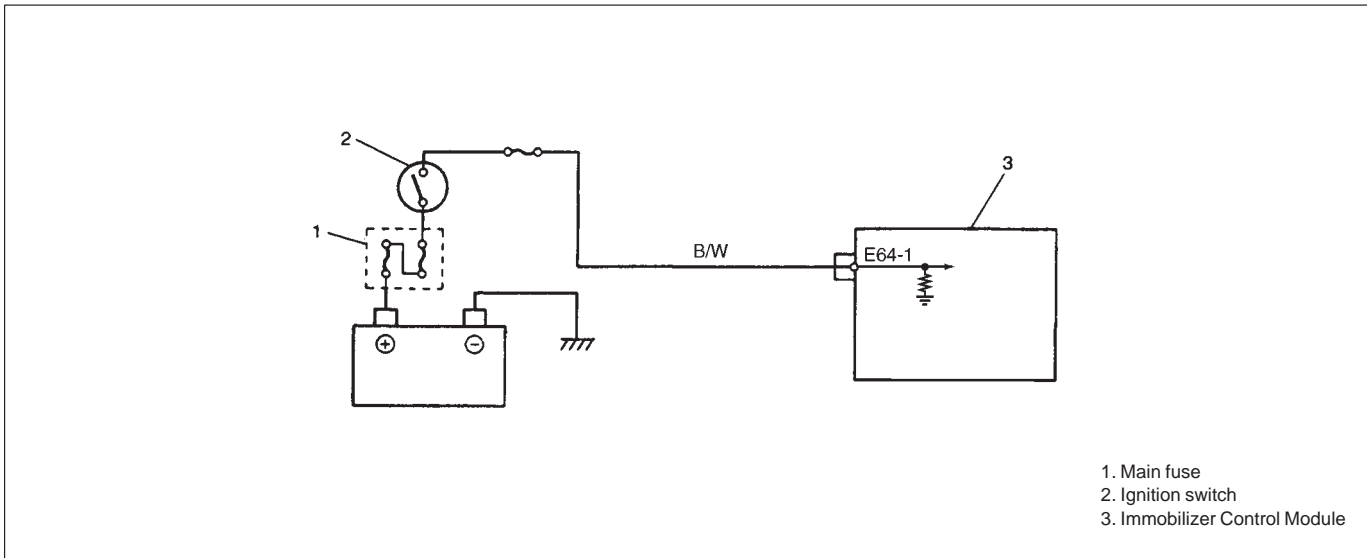 2
3
1
B/W
E64-1
+
−
1. Main fuse
2. Ignition switch
3. Immobilizer Control Module